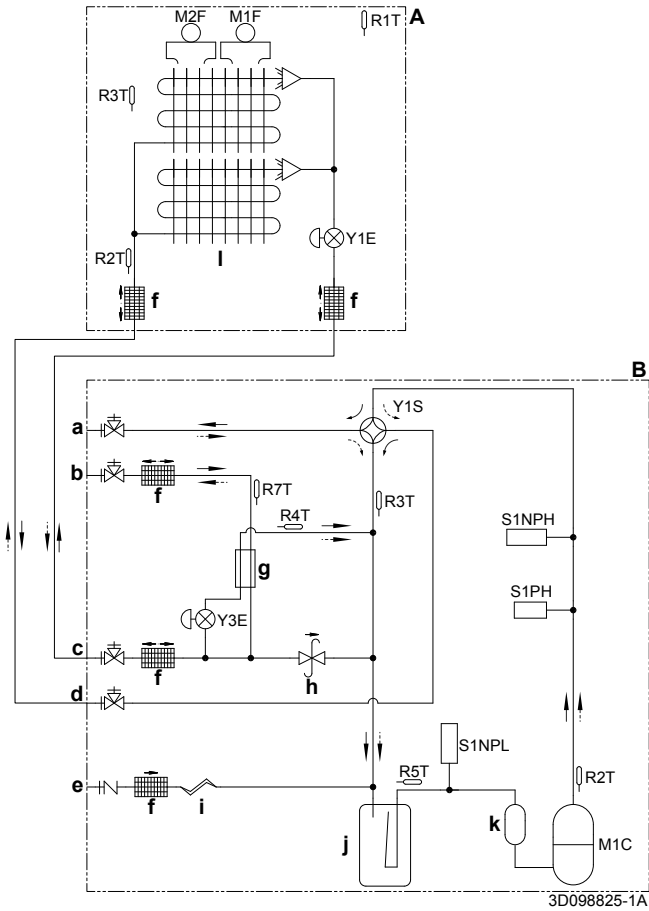 M2F M1F
R1T
A
R3T
Y1E
R2T
l
f
f
B
a
Y1S
b
f
R7T
R3T
R4T
S1NPH
g
S1PH
Y3E
c
f
h
d
S1NPL
e
R5T
R2T
f
i
k
j
M1C
3D098825-1A